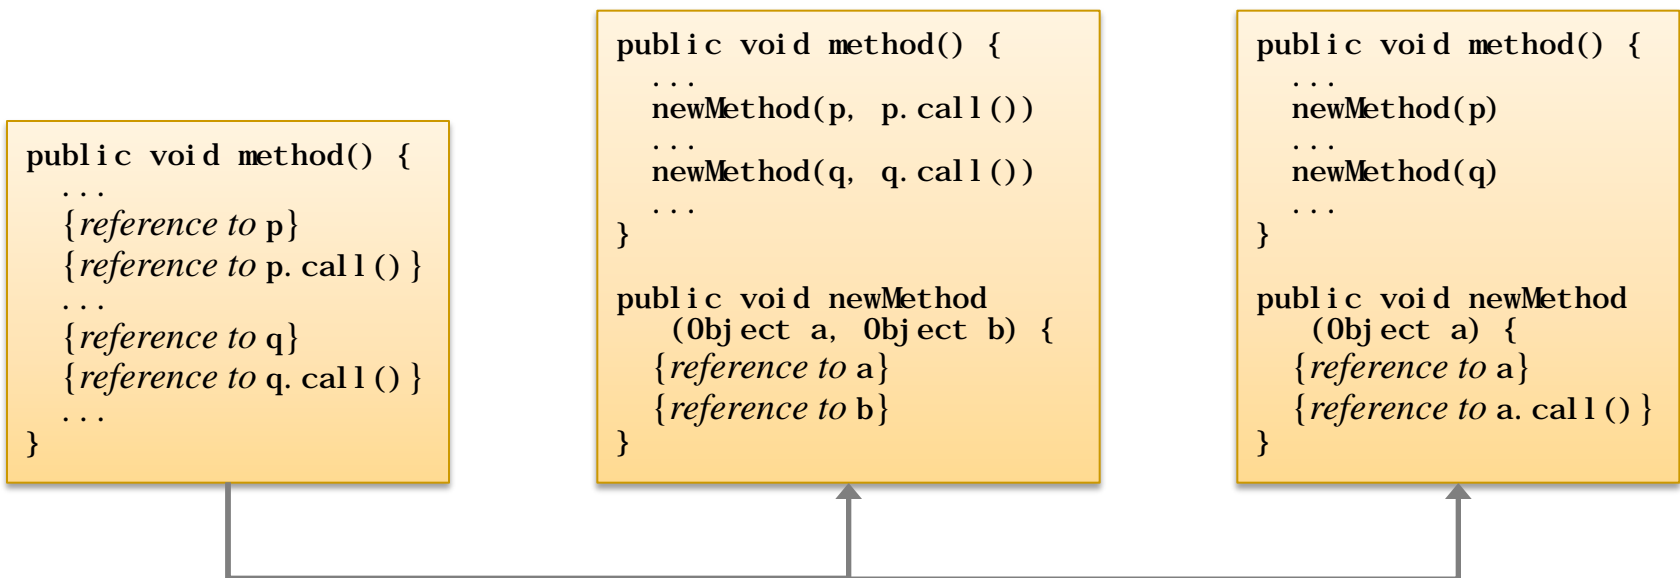 public void method() {
...
{reference to p}
{reference to p.call()}
...
{reference to q}
{reference to q.call()}
...
}
public void method() {
...
newMethod(p, p.call())
...
newMethod(q, q.call())
...
}
public void newMethod
(Object a, Object b) {
{reference to a}
{reference to b}
}
public void method() {
...
newMethod(p)
...
newMethod(q)
...
}
public void newMethod
(Object a) {
{reference to a}
{reference to a.call()}
}